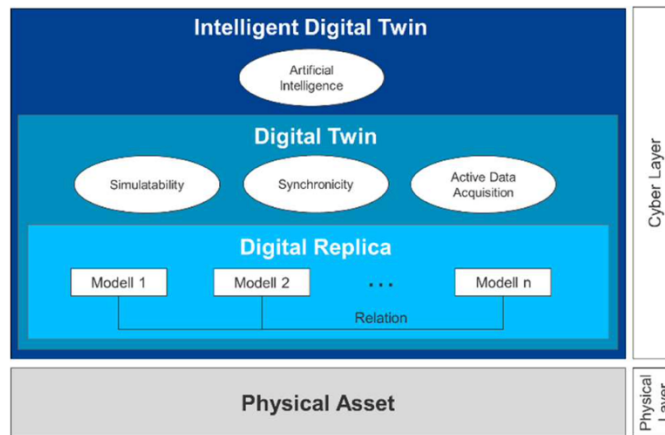 Intelligent Digital Twin
Artificial
Intelligence
Digital Twin
Simulatability
Synchronicity
Active Data
Acquisition
Digital Replica
Modell 1
Modell 2
...
Modell n
Relation
Physical Asset
Cyber Layer
Physical
Layer